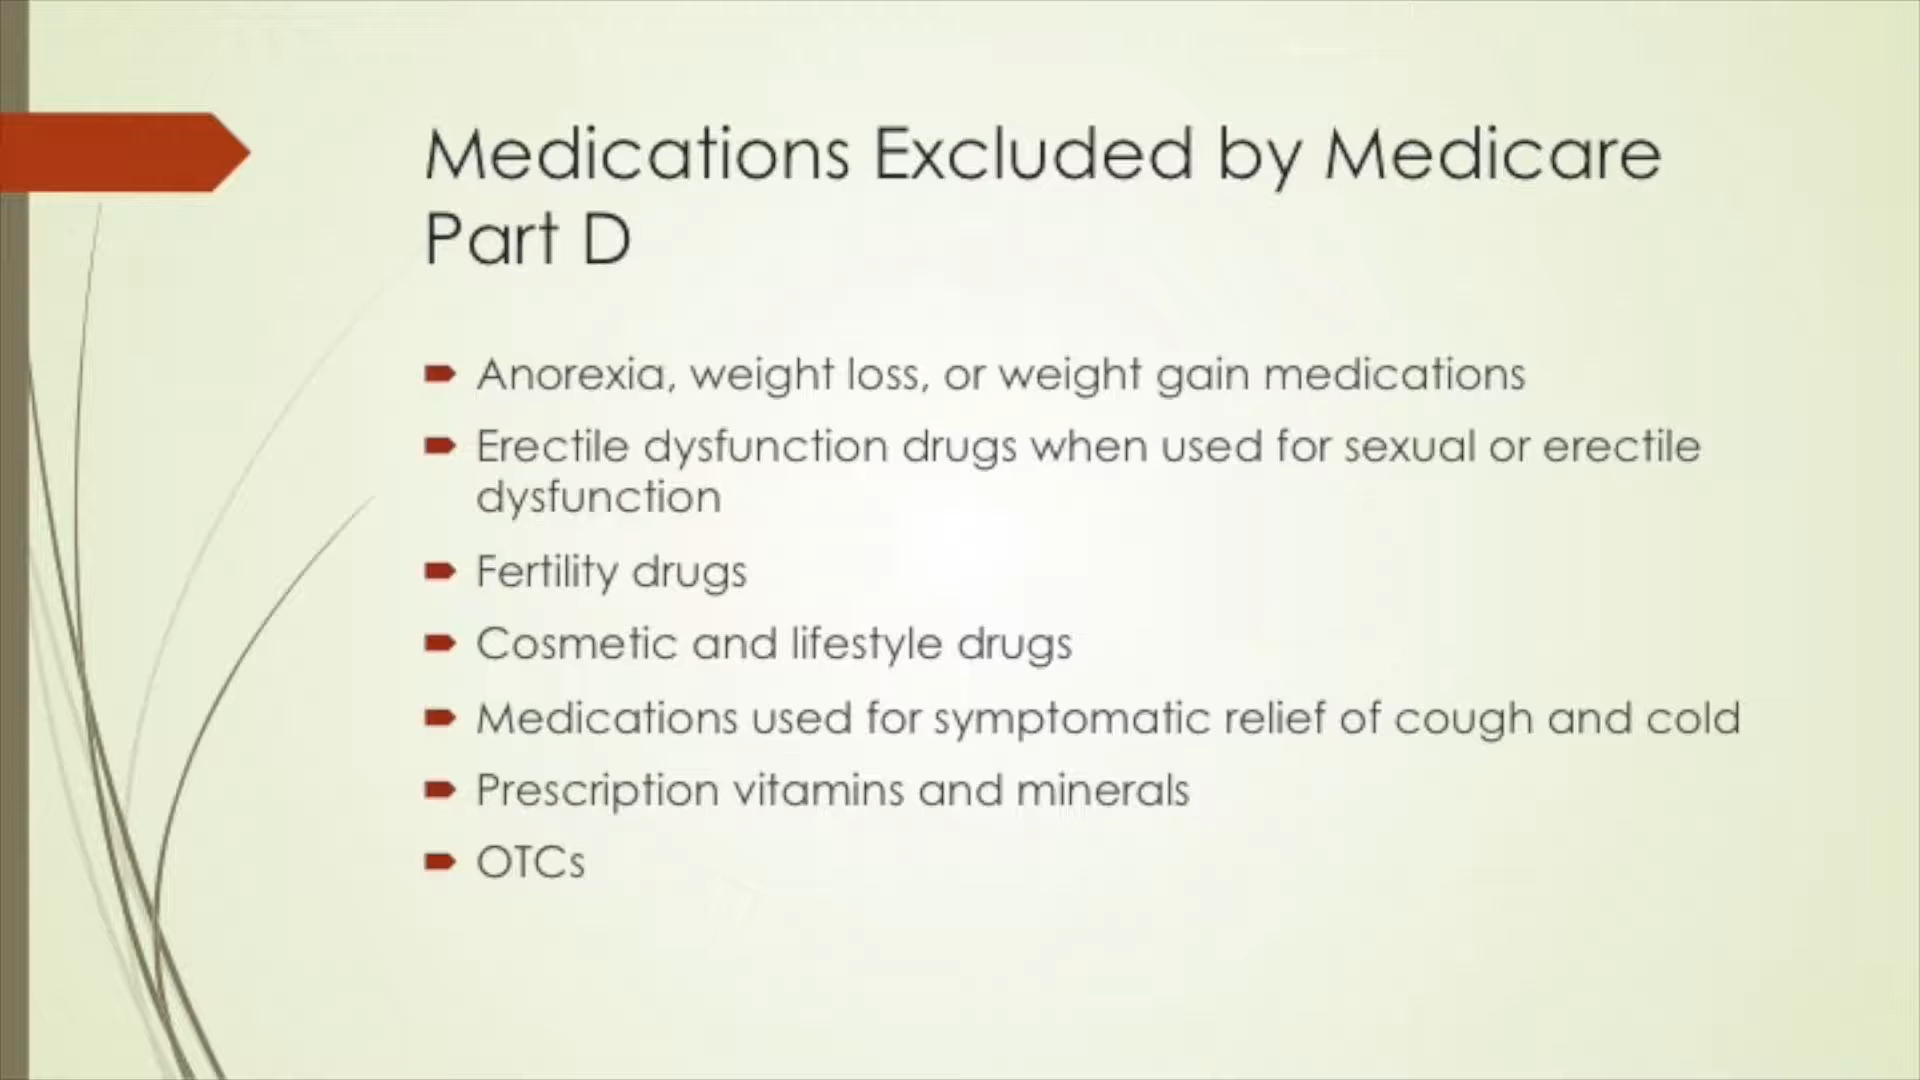 Medications Excluded by Medicare
Part D
Anorexia, weight loss, or weight gain medications
Erectile dysfunction drugs when used for sexual or erectile
dysfunction
Fertility drugs
Cosmetic and lifestyle drugs
Medications used for symptomatic relief of cough and cold
Prescription vitamins and minerals
OTCs